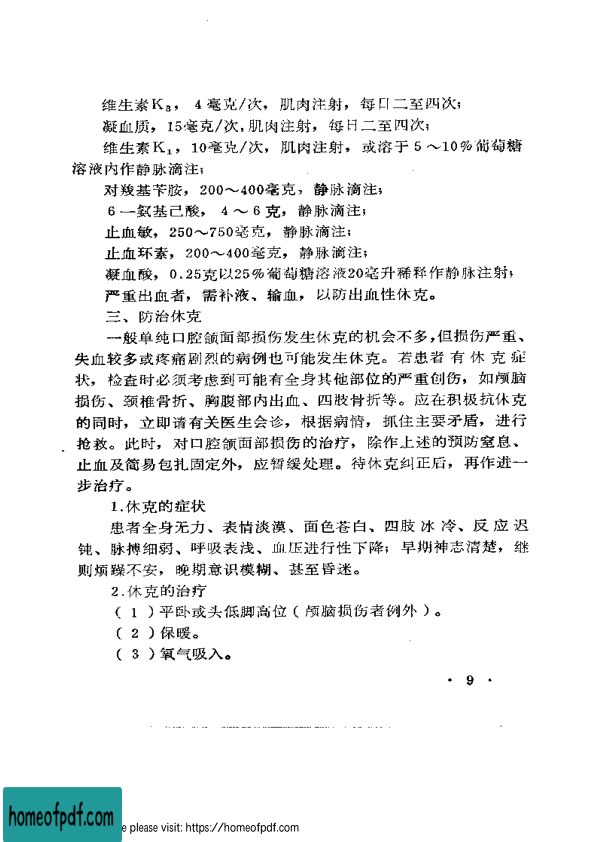 维生素K₃，4毫克/次，肌肉注射，每日二至四次；
凝血质，15毫克/次，肌肉注射，每日二至四次；
维生素K₁，10毫克/次，肌肉注射，或溶于5～10%葡萄糖
溶液内作静脉滴注；
对羧基苄胺，200～400毫克，静脉滴注；
6—氨基己酸，4～6克，静脉滴注；
止血敏，250～750毫克，静脉滴注；
止血环素，200～400毫克，静脉滴注；
凝血酸，0.25克以25%葡萄糖溶液20毫升稀释作静脉注射；
严重出血者，需补液、输血，以防出血性休克。
三、防治休克
一般单纯口腔颌面部损伤发生休克的机会不多，但损伤严重、
失血较多或疼痛剧烈的病例也可能发生休克。若患者有休克症
状，检查时必须考虑到可能有全身其他部位的严重创伤，如颅脑
损伤、颈椎骨折、胸腹部内出血、四肢骨折等。应在积极抗休克
的同时，立即请有关医生会诊，根据病情，抓住主要矛盾，进行
抢救。此时，对口腔颌面部损伤的治疗，除作上述的预防窒息、
止血及简易包扎固定外，应暂缓处理。待休克纠正后，再作进一
步治疗。
1.休克的症状
患者全身无力、表情淡漠、面色苍白、四肢冰冷、反应迟
钝、脉搏细弱、呼吸表浅、血压进行性下降；早期神志清楚，继
则烦躁不安，晚期意识模糊、甚至昏迷。
2.休克的治疗
（1）平卧或头低脚高位（颅脑损伤者例外）。
（2）保暖。
（3）氧气吸入。
· 9 ·
homeofpdf.com
please visit: https://homeofpdf.com